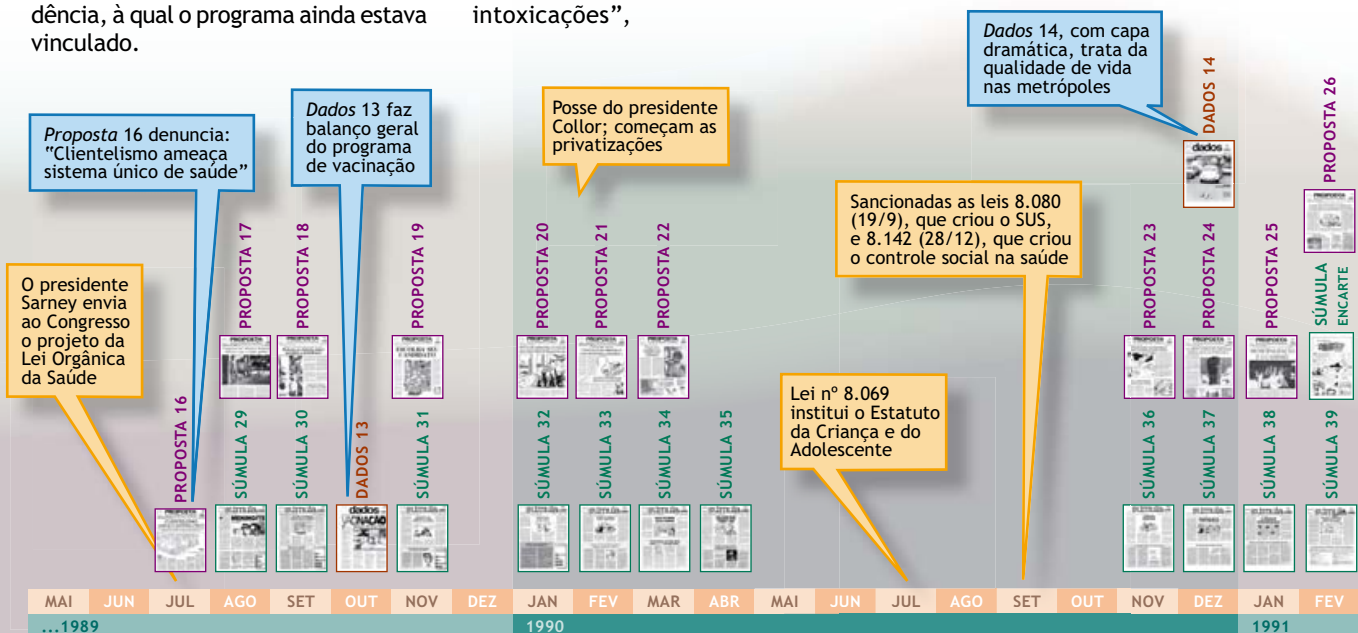 dência, à qual o programa ainda estava
vinculado.
intoxicações”,
Proposta 16 denuncia:
“Clientelismo ameaça
sistema único de saúde”
Dados 13 faz
balanço geral
do programa
de vacinação
Posse do presidente
Collor; começam as
privatizações
Dados 14, com capa
dramática, trata da
qualidade de vida
nas metrópoles
O presidente
Sarney envia
ao Congresso
o projeto da
Lei Orgânica
da Saúde
Sancionadas as leis 8.080
(19/9), que criou o SUS,
e 8.142 (28/12), que criou
o controle social na saúde
Lei nº 8.069
institui o Estatuto
da Criança e do
Adolescente
PROPOSTA 16
PROPOSTA 17
SÚMULA 29
PROPOSTA 18
SÚMULA 30
DADOS 13
dados
PROPOSTA 19
SÚMULA 31
PROPOSTA 20
SÚMULA 32
PROPOSTA 21
SÚMULA 33
PROPOSTA 22
SÚMULA 34
SÚMULA 35
PROPOSTA 23
SÚMULA 36
DADOS 14
dados
PROPOSTA 24
SÚMULA 37
PROPOSTA 25
SÚMULA 38
PROPOSTA 26
SÚMULA
ENCARTE
SÚMULA 39
MAI JUN JUL AGO SET OUT NOV DEZ JAN FEV MAR ABR MAI JUN JUL AGO SET OUT NOV DEZ JAN FEV
...1989 1990 1991